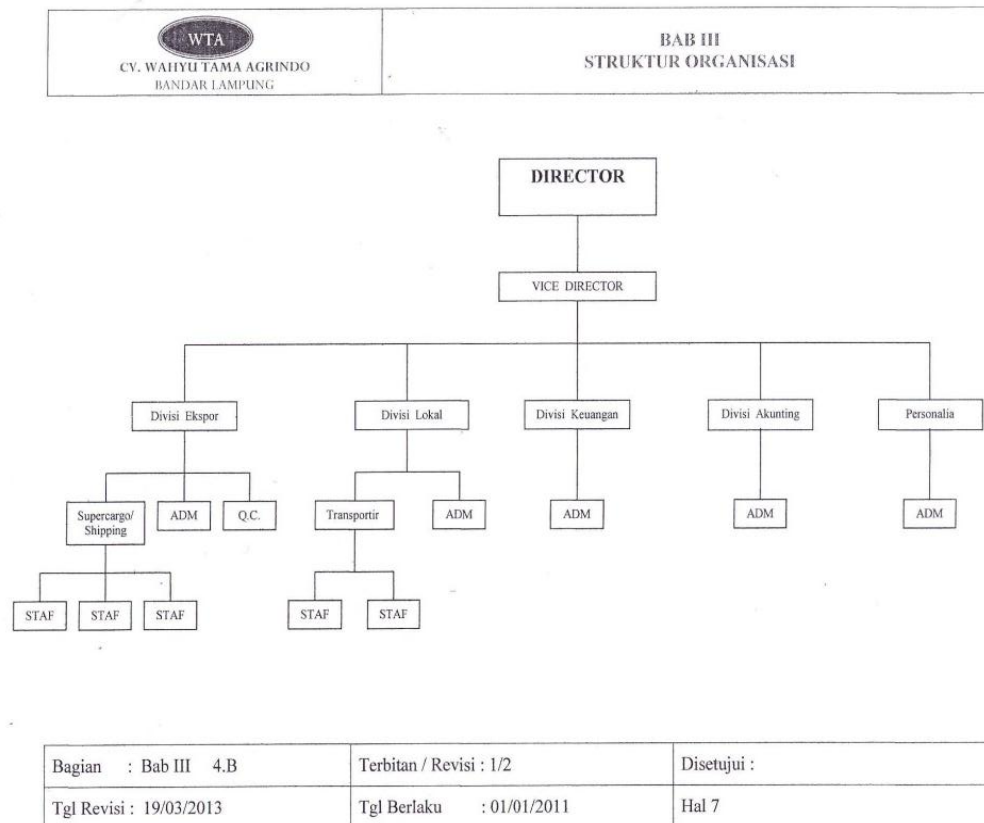 WTA
CV. WAHYU TAMA AGRINDO
BANDAR LAMPUNG
BAB III
STRUKTUR ORGANISASI
DIRECTOR
VICE DIRECTOR
Divisi Ekspor
Divisi Lokal
Divisi Keuangan
Divisi Akunting
Personalia
Supercargo/
Shipping
ADM
Q.C.
Transportir
ADM
ADM
ADM
ADM
STAF
STAF
STAF
STAF
STAF
Bagian : Bab III 4.B
Terbitan / Revisi : 1/2
Disetujui :
Tgl Revisi : 19/03/2013
Tgl Berlaku : 01/01/2011
Hal 7